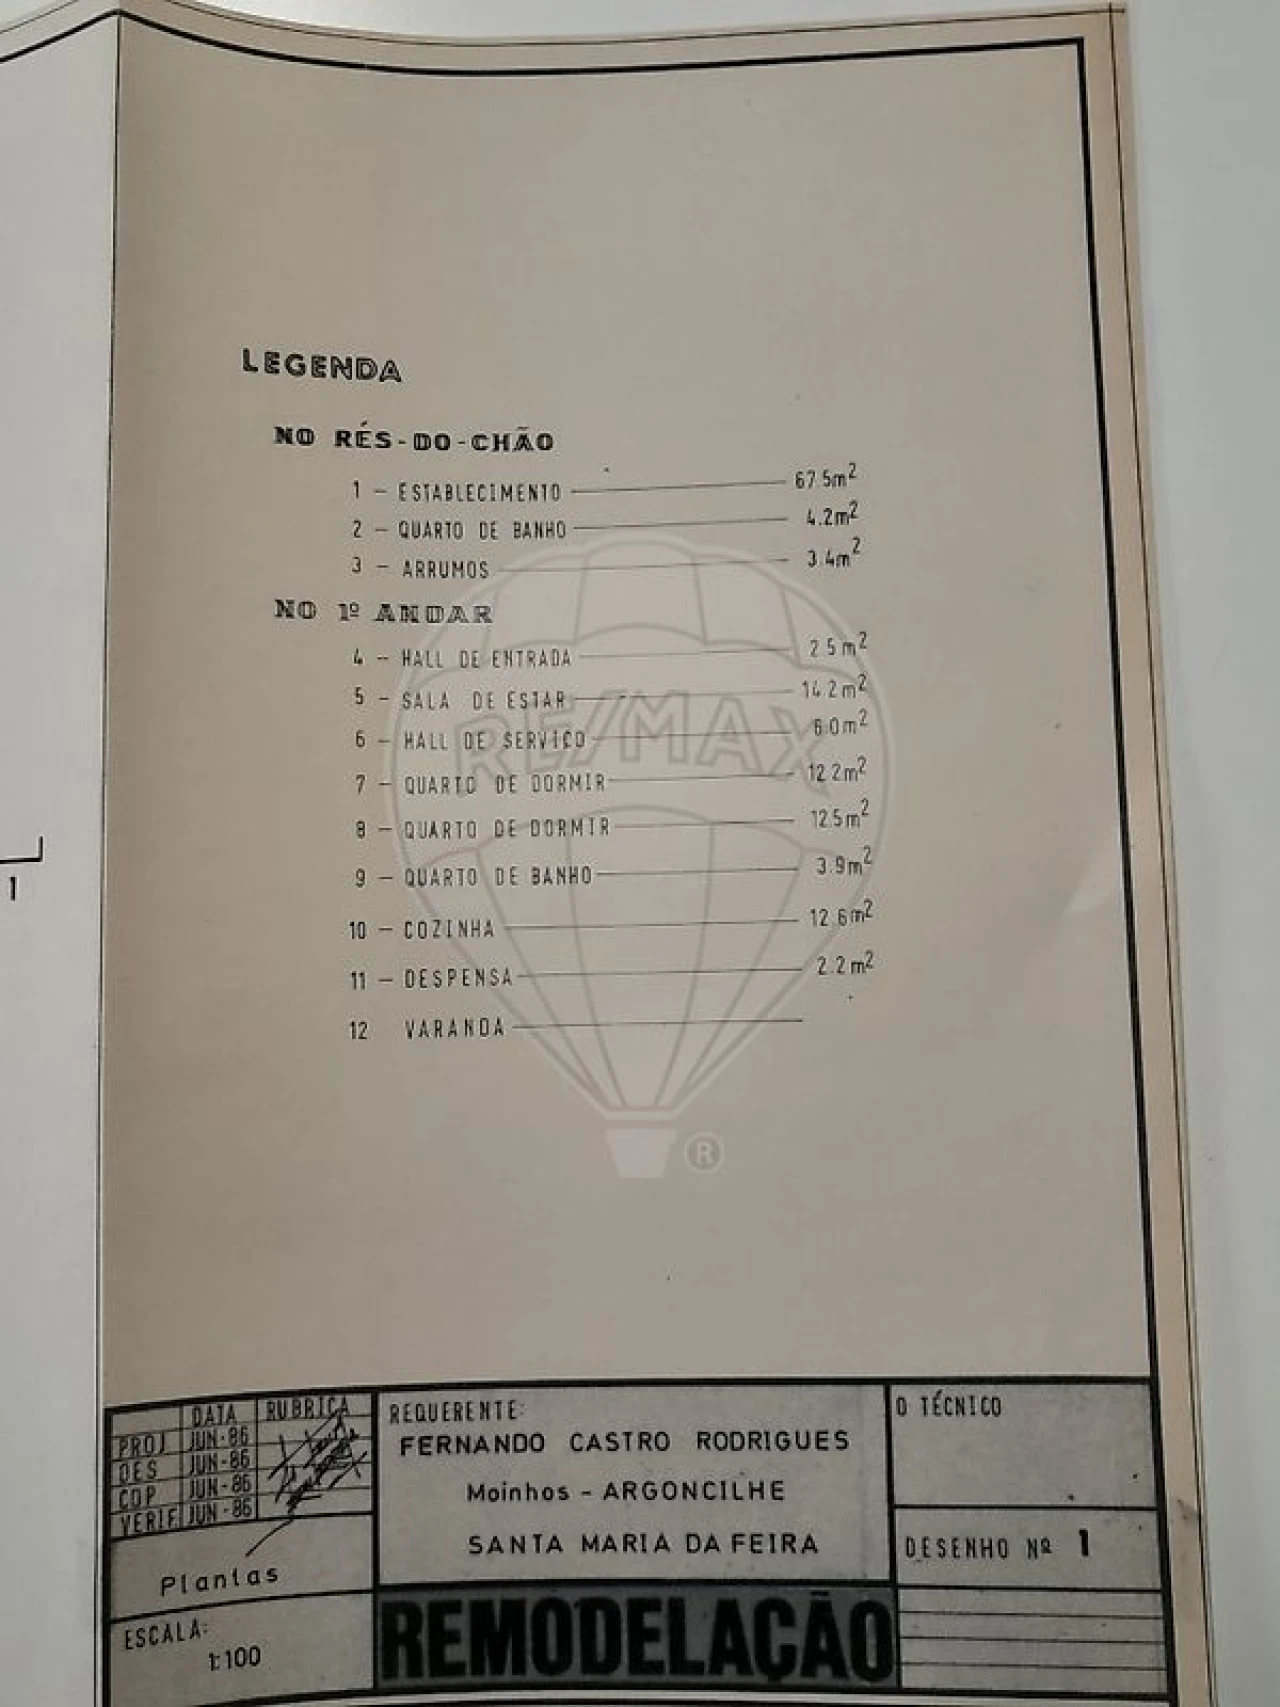 LEGENDA
NO RÉS-DO-CHÃO
1 - ESTABLECIMENTO 67.5m²
2 - QUARTO DE BANHO 4.2m²
3 - ARRUMOS 3.4m²
NO 1º ANDAR
4 - HALL DE ENTRADA 2.5m²
5 - SALA DE ESTAR 14.2m²
6 - HALL DE SERVIÇO 6.0m²
7 - QUARTO DE DORMIR 12.2m²
8 - QUARTO DE DORMIR 12.5m²
9 - QUARTO DE BANHO 3.9m²
10 - COZINHA 12.6m²
11 - DESPENSA 2.2m²
12 VARANDA
RE/MAX
®
1
DATA RUBRICA
PROJ JUN-86
DES JUN-86
COP JUN-86
VERIF JUN-86
Plantas
ESCALA:
1:100
REQUERENTE:
FERNANDO CASTRO RODRIGUES
Moinhos - ARGONCILHE
SANTA MARIA DA FEIRA
REMODELAÇÃO
O TÉCNICO
DESENHO Nº 1